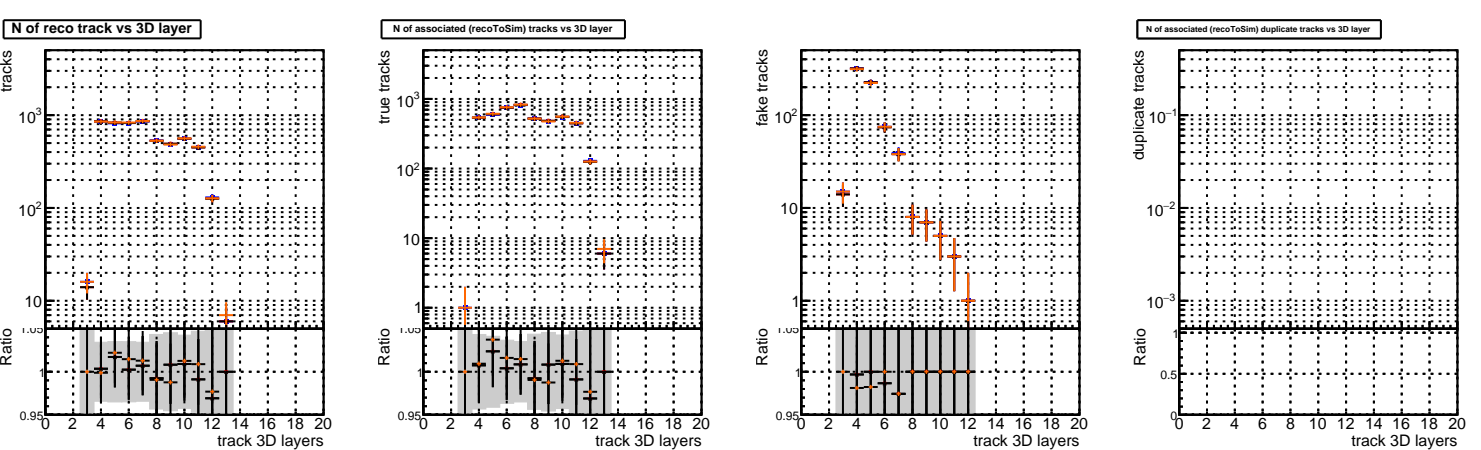 N of reco track vs 3D layer
N of associated (recoToSim) tracks vs 3D layer
N of associated (recoToSim) duplicate tracks vs 3D layer
tracks
10³
10²
10
Ratio
1
0.95
0 2 4 6 8 10 12 14 16 18 20
track 3D layers
true tracks
10³
10²
10
1
Ratio
1.05
1
0.95
0 2 4 6 8 10 12 14 16 18 20
track 3D layers
fake tracks
10²
10
1
Ratio
1.05
1
0.95
0 2 4 6 8 10 12 14 16 18 20
track 3D layers
duplicate tracks
10⁻¹
10⁻²
10⁻³
Ratio
1
0.5
0
0 2 4 6 8 10 12 14 16 18 20
track 3D layers